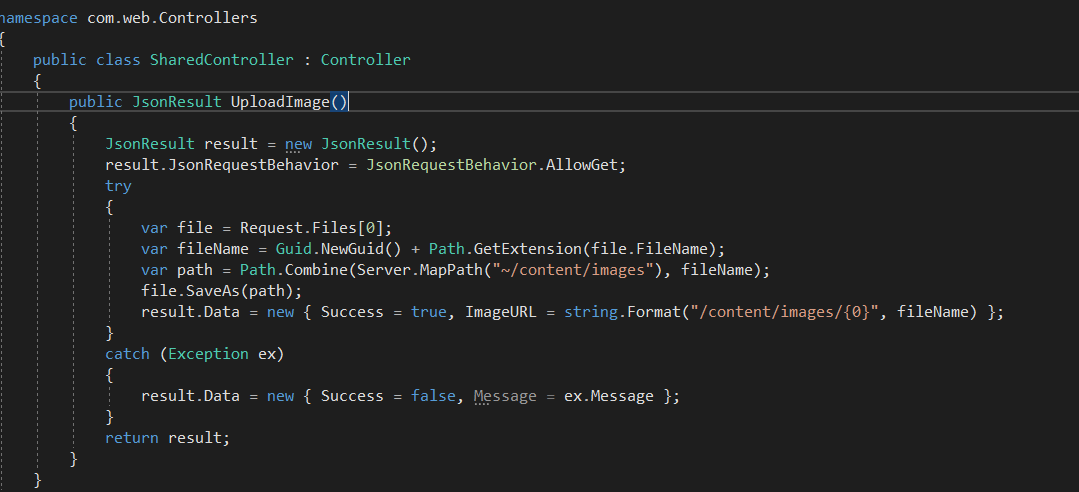 namespace com.web.Controllers
{
public class SharedController : Controller
{
public JsonResult UploadImage()
{
JsonResult result = new JsonResult();
result.JsonRequestBehavior = JsonRequestBehavior.AllowGet;
try
{
var file = Request.Files[0];
var fileName = Guid.NewGuid() + Path.GetExtension(file.FileName);
var path = Path.Combine(Server.MapPath("~/content/images"), fileName);
file.SaveAs(path);
result.Data = new { Success = true, ImageURL = string.Format("/content/images/{0}", fileName) };
}
catch (Exception ex)
{
result.Data = new { Success = false, Message = ex.Message };
}
return result;
}
}